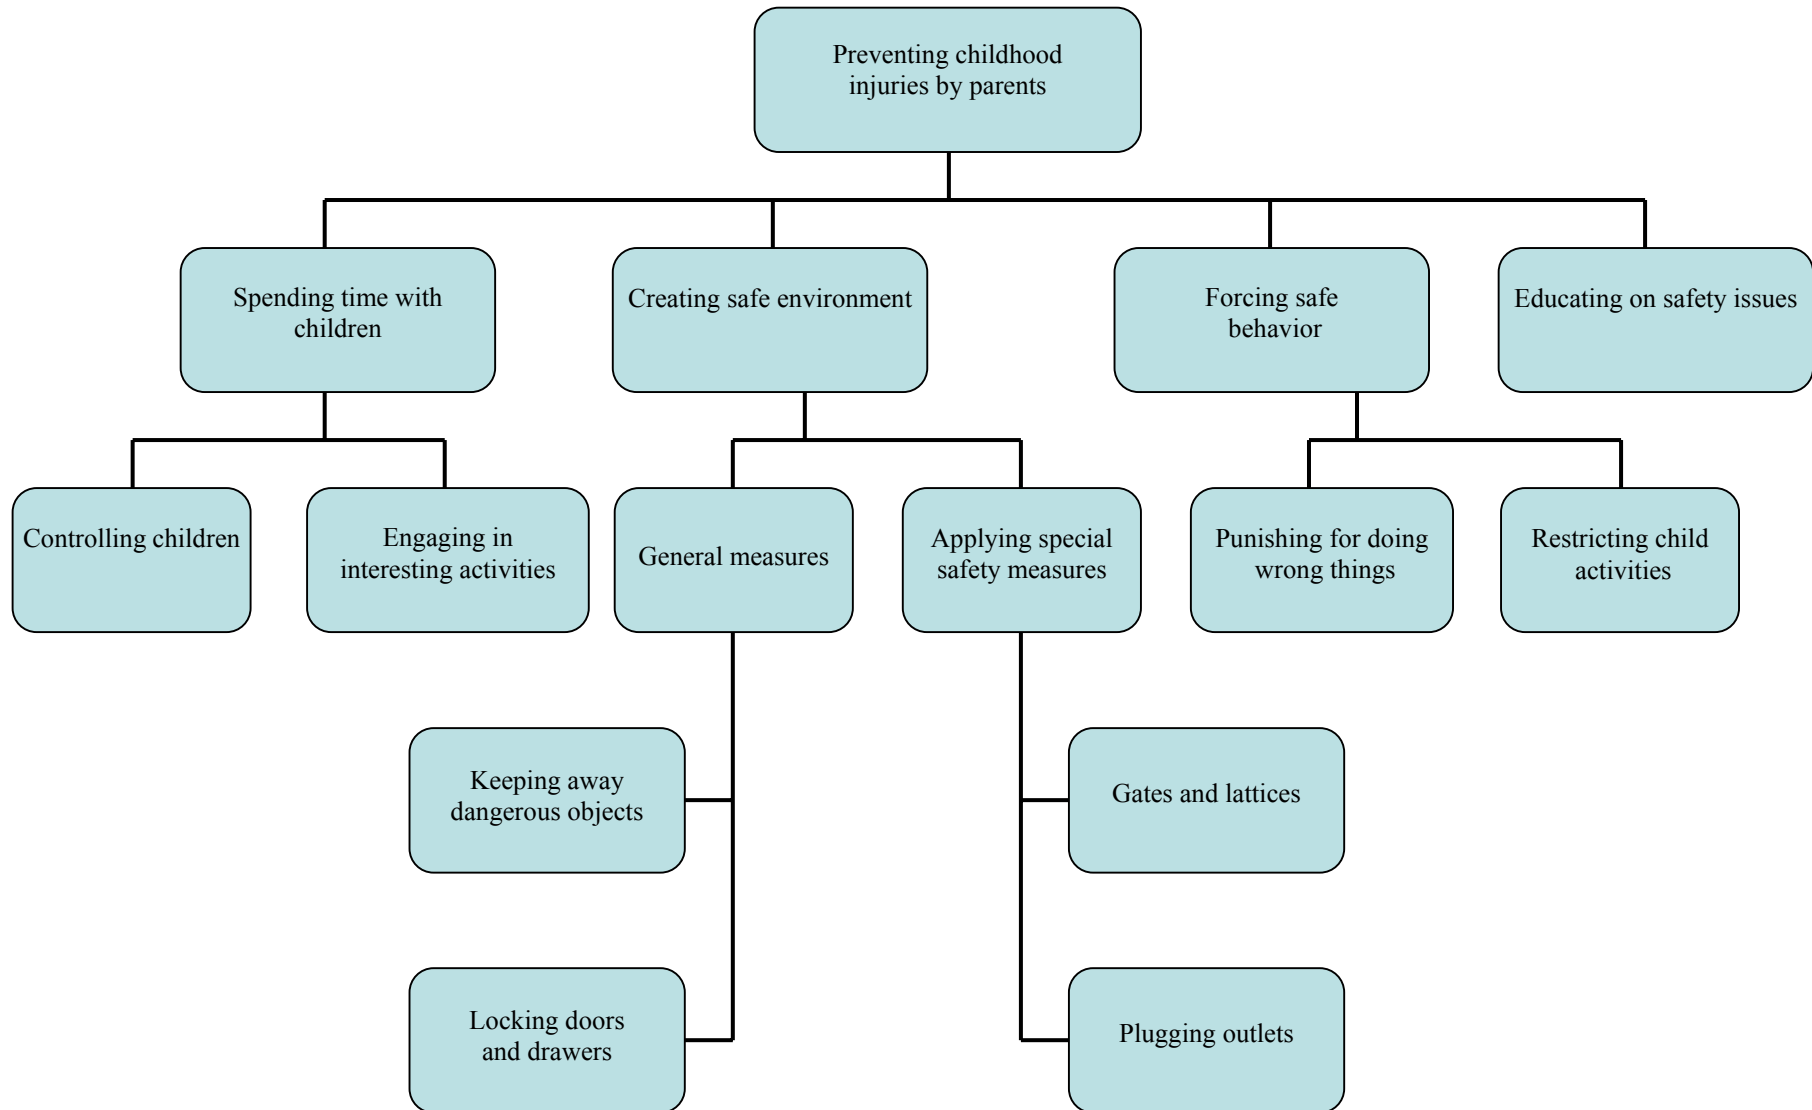 Preventing childhood
injuries by parents
Spending time with
children
Creating safe environment
Forcing safe
behavior
Educating on safety issues
Controlling children
Engaging in
interesting activities
General measures
Applying special
safety measures
Punishing for doing
wrong things
Restricting child
activities
Keeping away
dangerous objects
Gates and lattices
Locking doors
and drawers
Plugging outlets